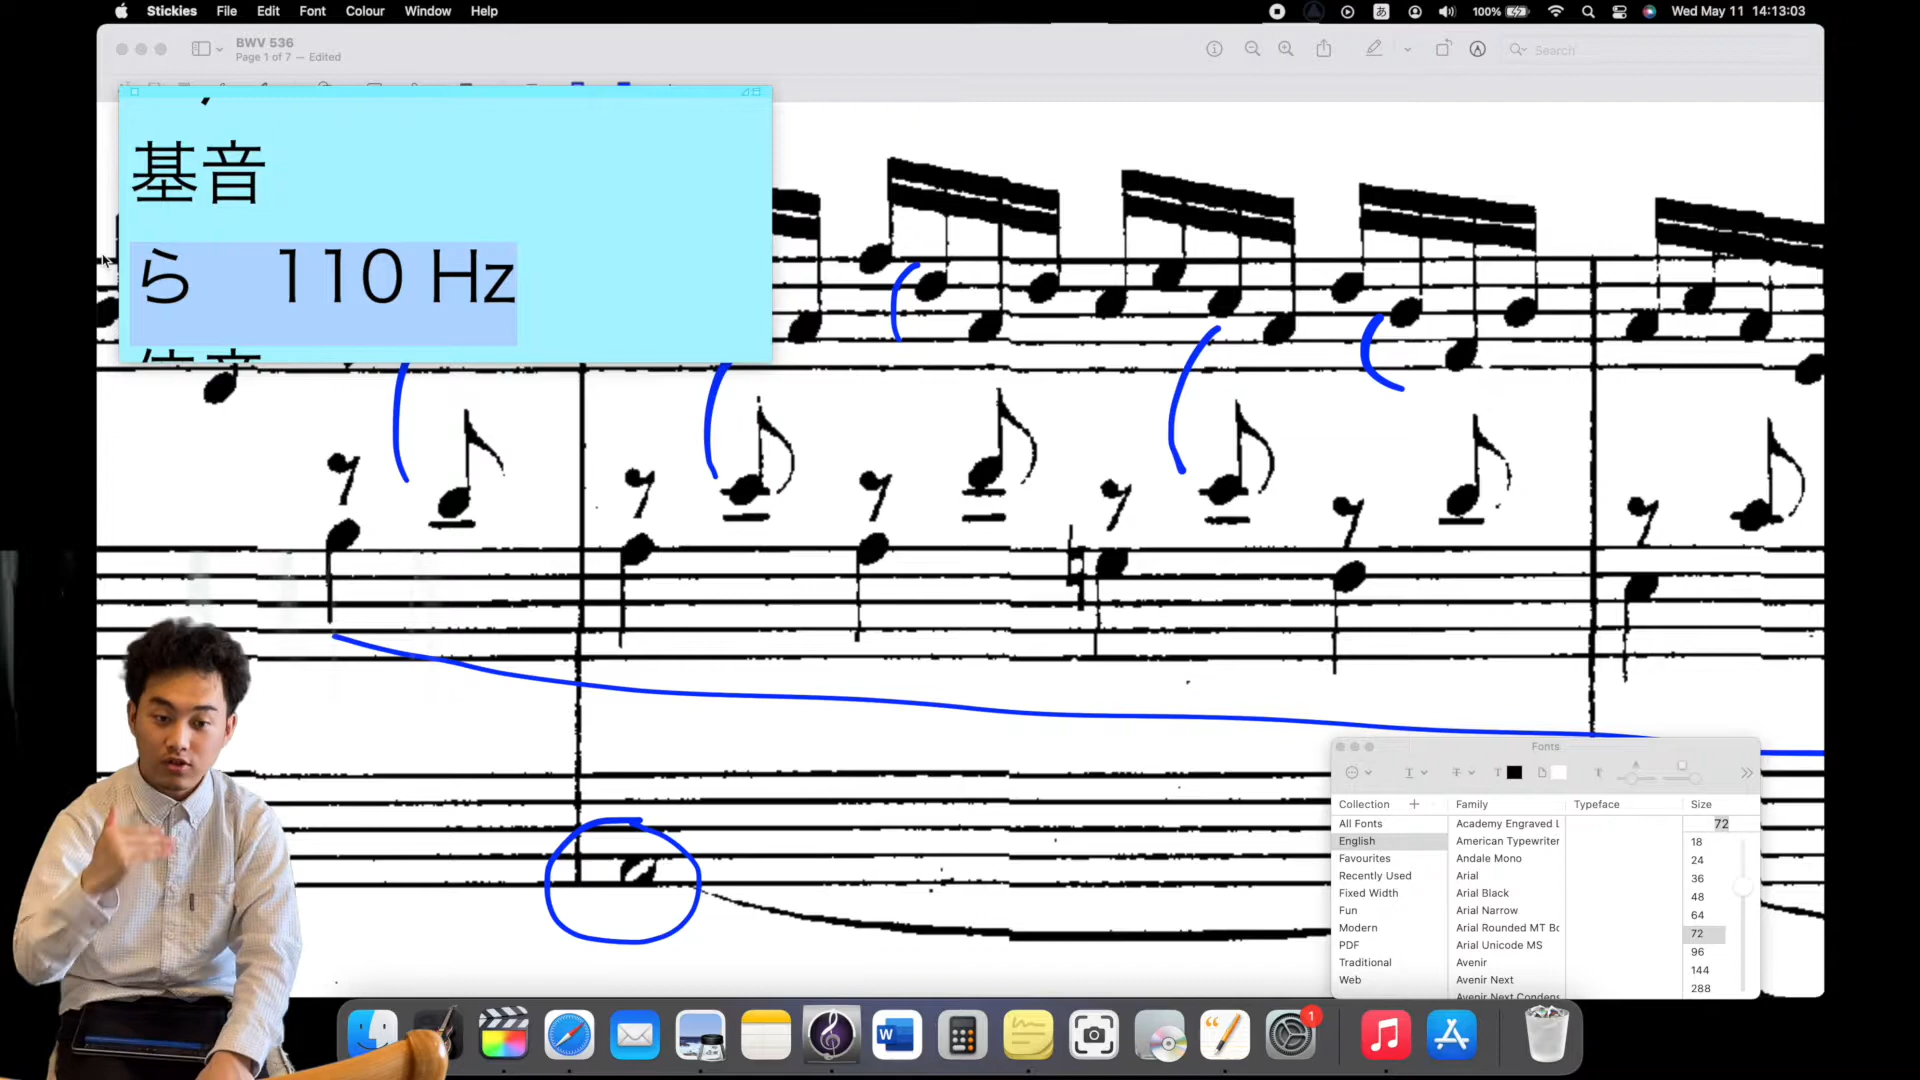 Stickies File Edit Font Colour Window Help
あ 100% Wed May 11 14:13:03
BWV 536
Page 1 of 7 — Edited
Search
基音
ら 110 Hz
Fonts
Collection Family Typeface Size
72
All Fonts Academy Engraved L
English American Typewriter 18
Favourites Andale Mono 24
Recently Used Arial 36
Fixed Width Arial Black 48
Fun Arial Narrow 64
Modern Arial Rounded MT Bo 72
PDF Arial Unicode MS 96
Traditional Avenir 144
Web Avenir Next 288
Avenir Next Conden
1